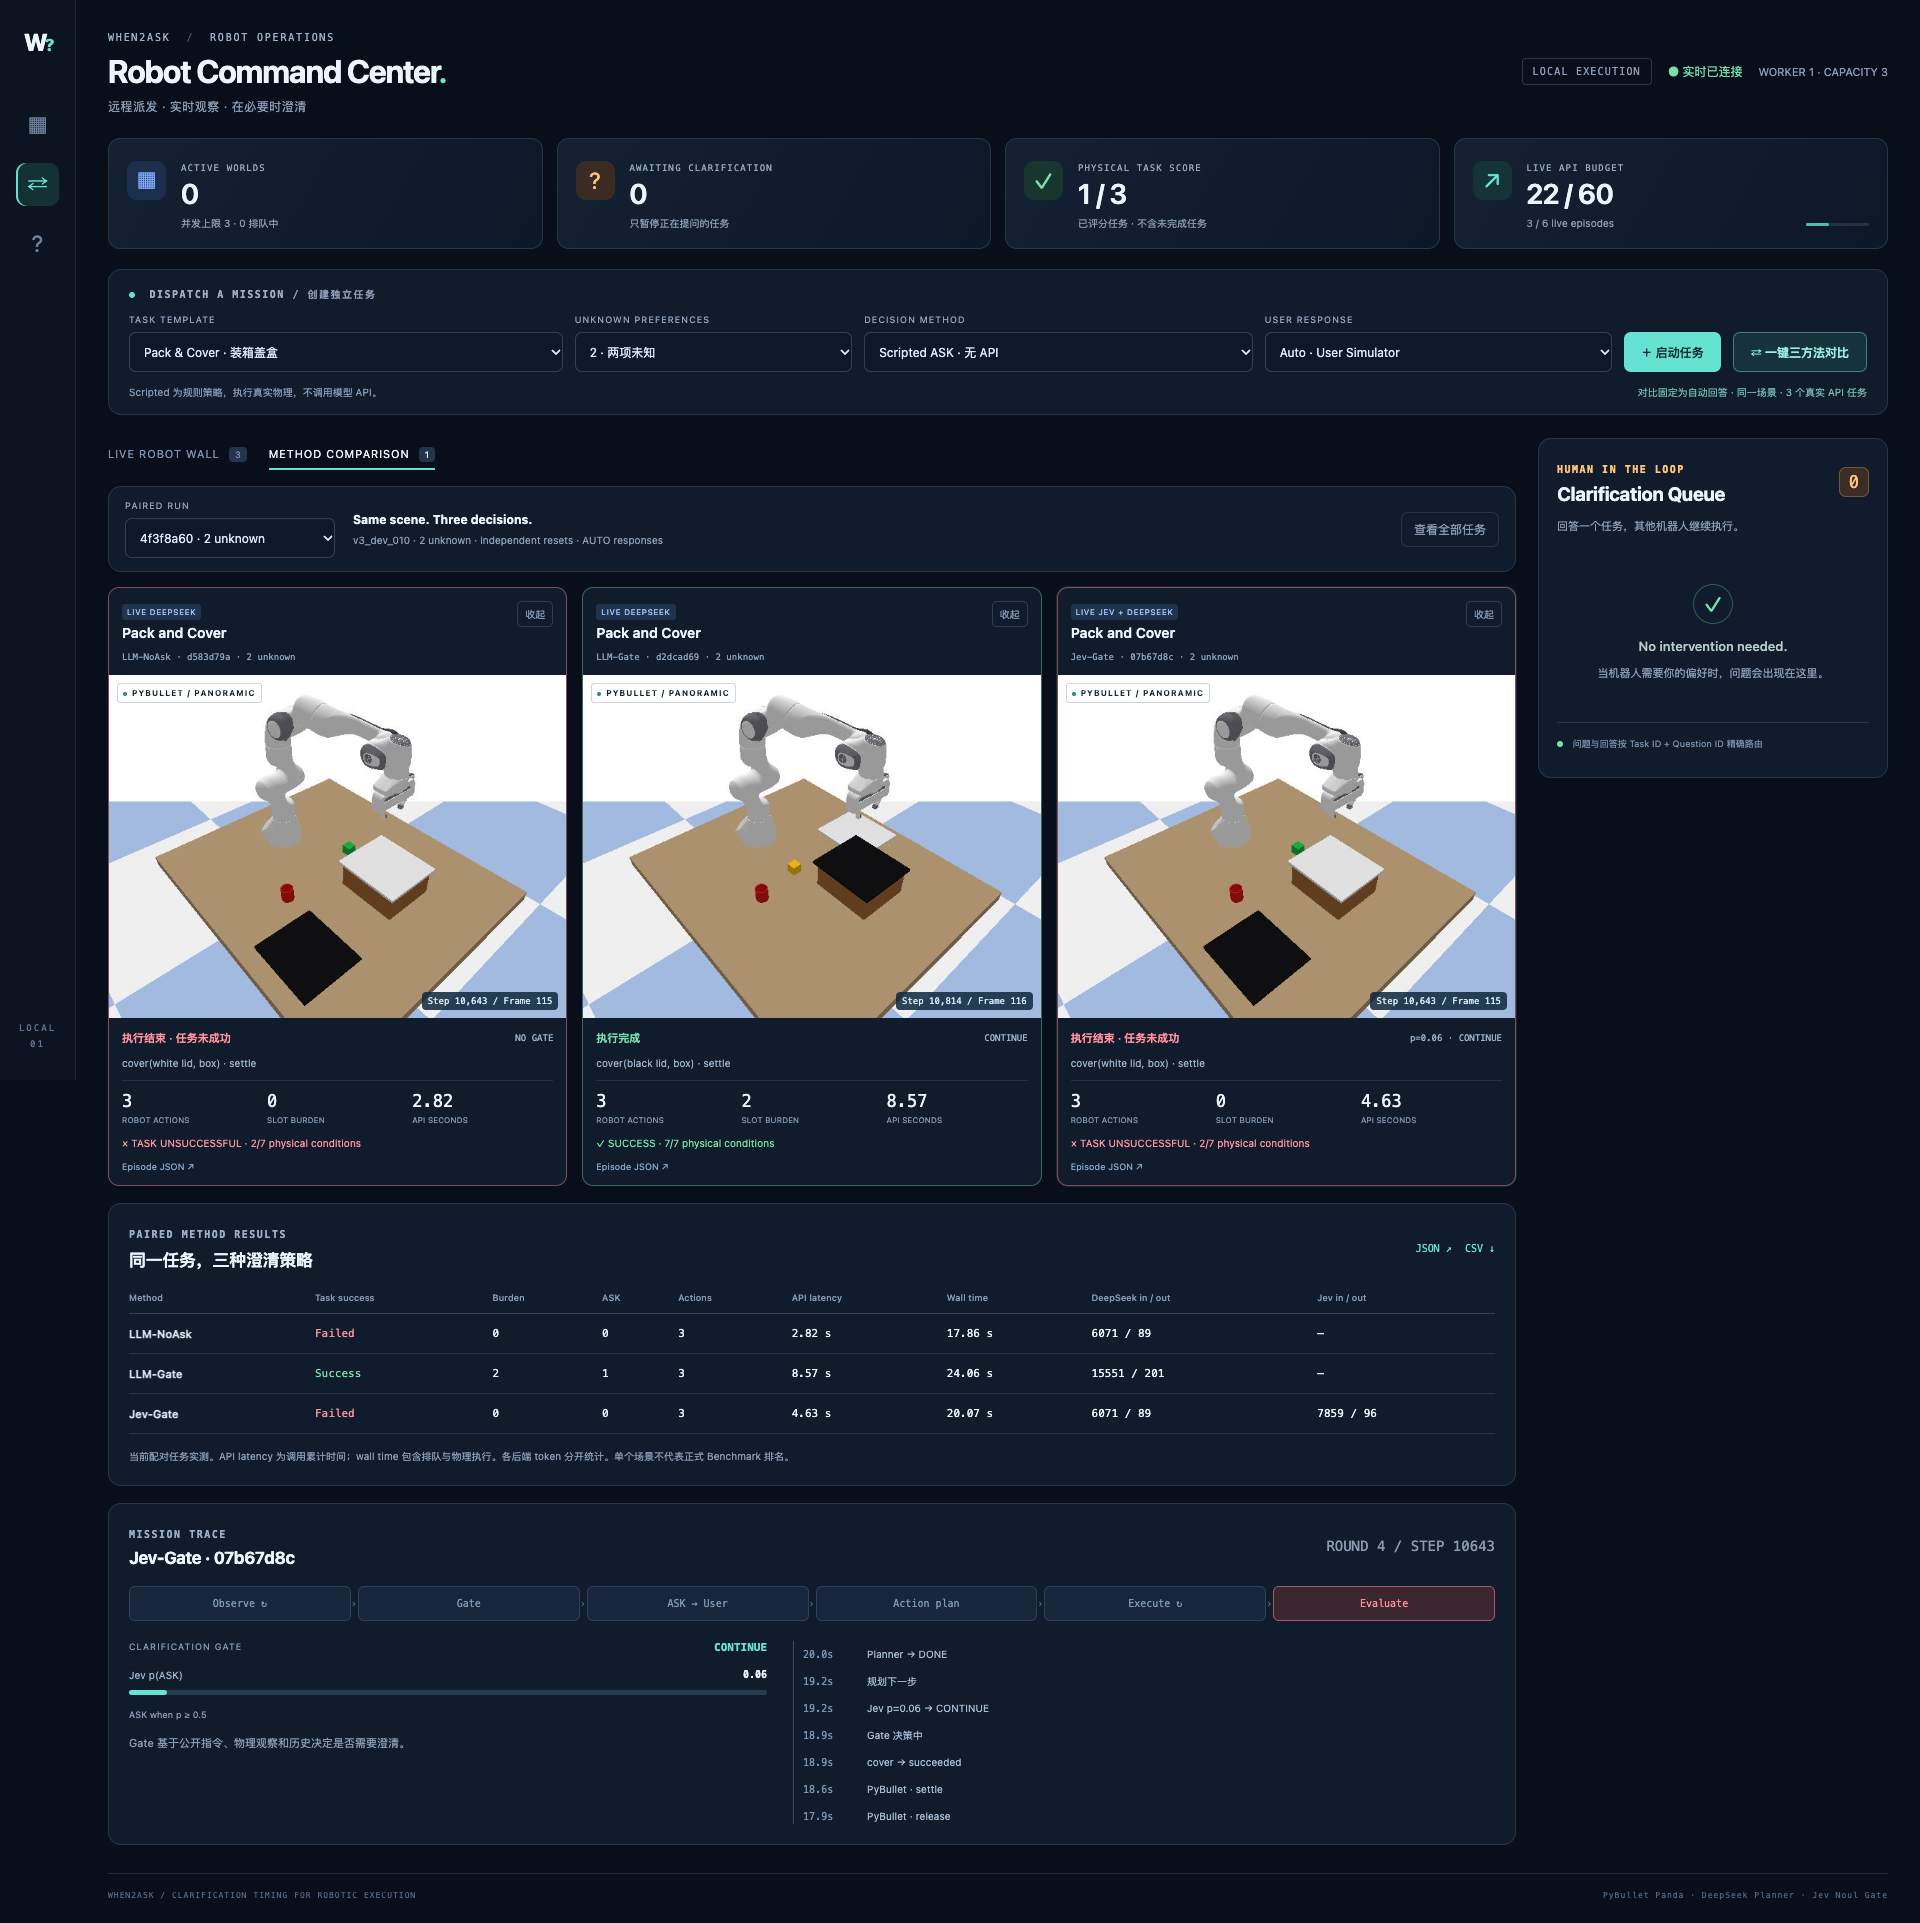 W?
WHEN2ASK / ROBOT OPERATIONS
Robot Command Center.
远程派发 · 实时观察 · 在必要时澄清
LOCAL EXECUTION
实时已连接
WORKER 1 · CAPACITY 3
ACTIVE WORLDS
0
并发上限 3 · 0 排队中
?
AWAITING CLARIFICATION
0
只暂停正在提问的任务
✓
PHYSICAL TASK SCORE
1 / 3
已评分任务 · 不含未完成任务
↗
LIVE API BUDGET
22 / 60
3 / 6 live episodes
⇄
?
DISPATCH A MISSION / 创建独立任务
TASK TEMPLATE
Pack & Cover · 装箱盖盒
UNKNOWN PREFERENCES
2 · 两项未知
DECISION METHOD
Scripted ASK · 无 API
USER RESPONSE
Auto · User Simulator
+ 启动任务
⇄ 一键三方法对比
Scripted 为规则策略，执行真实物理，不调用模型 API。
对比固定为自动回答 · 同一场景 · 3 个真实 API 任务
LIVE ROBOT WALL 3
METHOD COMPARISON 1
PAIRED RUN
4f3f8a60 · 2 unknown
Same scene. Three decisions.
v3_dev_010 · 2 unknown · Independent resets · AUTO responses
查看全部任务
HUMAN IN THE LOOP
Clarification Queue
0
回答一个任务，其他机器人继续执行。
✓
No intervention needed.
当机器人需要你的偏好时，问题会出现在这里。
问题与回答按 Task ID + Question ID 精确路由
LIVE DEEPSEEK
Pack and Cover
LLM-NoAsk · d583d79a · 2 unknown
收起
PYBULLET / PANORAMIC
Step 10,643 / Frame 115
执行结束 · 任务未成功
NO GATE
cover(white lid, box) · settle
3
ROBOT ACTIONS
0
SLOT BURDEN
2.82
API SECONDS
× TASK UNSUCCESSFUL · 2/7 physical conditions
Episode JSON ↗
LIVE DEEPSEEK
Pack and Cover
LLM-Gate · d2dcad69 · 2 unknown
收起
PYBULLET / PANORAMIC
Step 10,814 / Frame 116
执行完成
CONTINUE
cover(black lid, box) · settle
3
ROBOT ACTIONS
2
SLOT BURDEN
8.57
API SECONDS
✓ SUCCESS · 7/7 physical conditions
Episode JSON ↗
LIVE JEV + DEEPSEEK
Pack and Cover
Jev-Gate · 07b67d8c · 2 unknown
收起
PYBULLET / PANORAMIC
Step 10,643 / Frame 115
执行结束 · 任务未成功
p=0.06 · CONTINUE
cover(white lid, box) · settle
3
ROBOT ACTIONS
0
SLOT BURDEN
4.63
API SECONDS
× TASK UNSUCCESSFUL · 2/7 physical conditions
Episode JSON ↗
LOCAL
01
PAIRED METHOD RESULTS
同一任务，三种澄清策略
JSON ↗ CSV ↓
Method Task success Burden ASK Actions API latency Wall time DeepSeek in / out Jev in / out
LLM-NoAsk Failed 0 0 3 2.82 s 17.86 s 6071 / 89 —
LLM-Gate Success 2 1 3 8.57 s 24.06 s 15551 / 201 —
Jev-Gate Failed 0 0 3 4.63 s 20.07 s 6071 / 89 7859 / 96
当前配对任务实测。API latency 为调用累计时间；wall time 包含排队与物理执行。各后端 token 分开统计。单个场景不代表正式 Benchmark 排名。
MISSION TRACE
Jev-Gate · 07b67d8c
ROUND 4 / STEP 10643
Observe ↻ › Gate › ASK → User › Action plan › Execute ↻ › Evaluate
CLARIFICATION GATE CONTINUE
Jev p(ASK) 0.06
ASK when p ≥ 0.5
Gate 基于公开指令、物理观察和历史决定是否需要澄清。
20.0s Planner → DONE
19.2s 规划下一步
19.2s Jev p=0.06 → CONTINUE
18.9s Gate 决策中
18.9s cover → succeeded
18.6s PyBullet · settle
17.9s PyBullet · release
WHEN2ASK / CLARIFICATION TIMING FOR ROBOTIC EXECUTION
PyBullet Panda · DeepSeek Planner · Jev Noul Gate